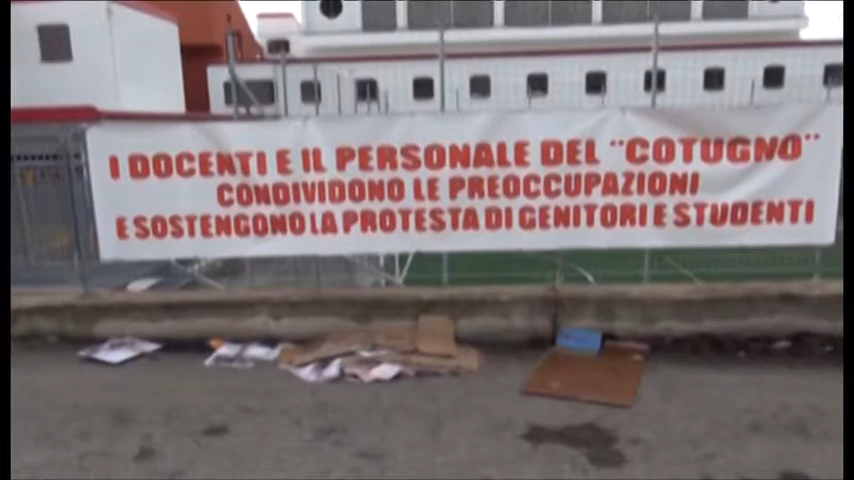 I DOCENTI E IL PERSONALE DEL "COTUGNO"
CONDIVIDONO LE PREOCCUPAZIONI
E SOSTENGONO LA PROTESTA DI GENITORI E STUDENTI